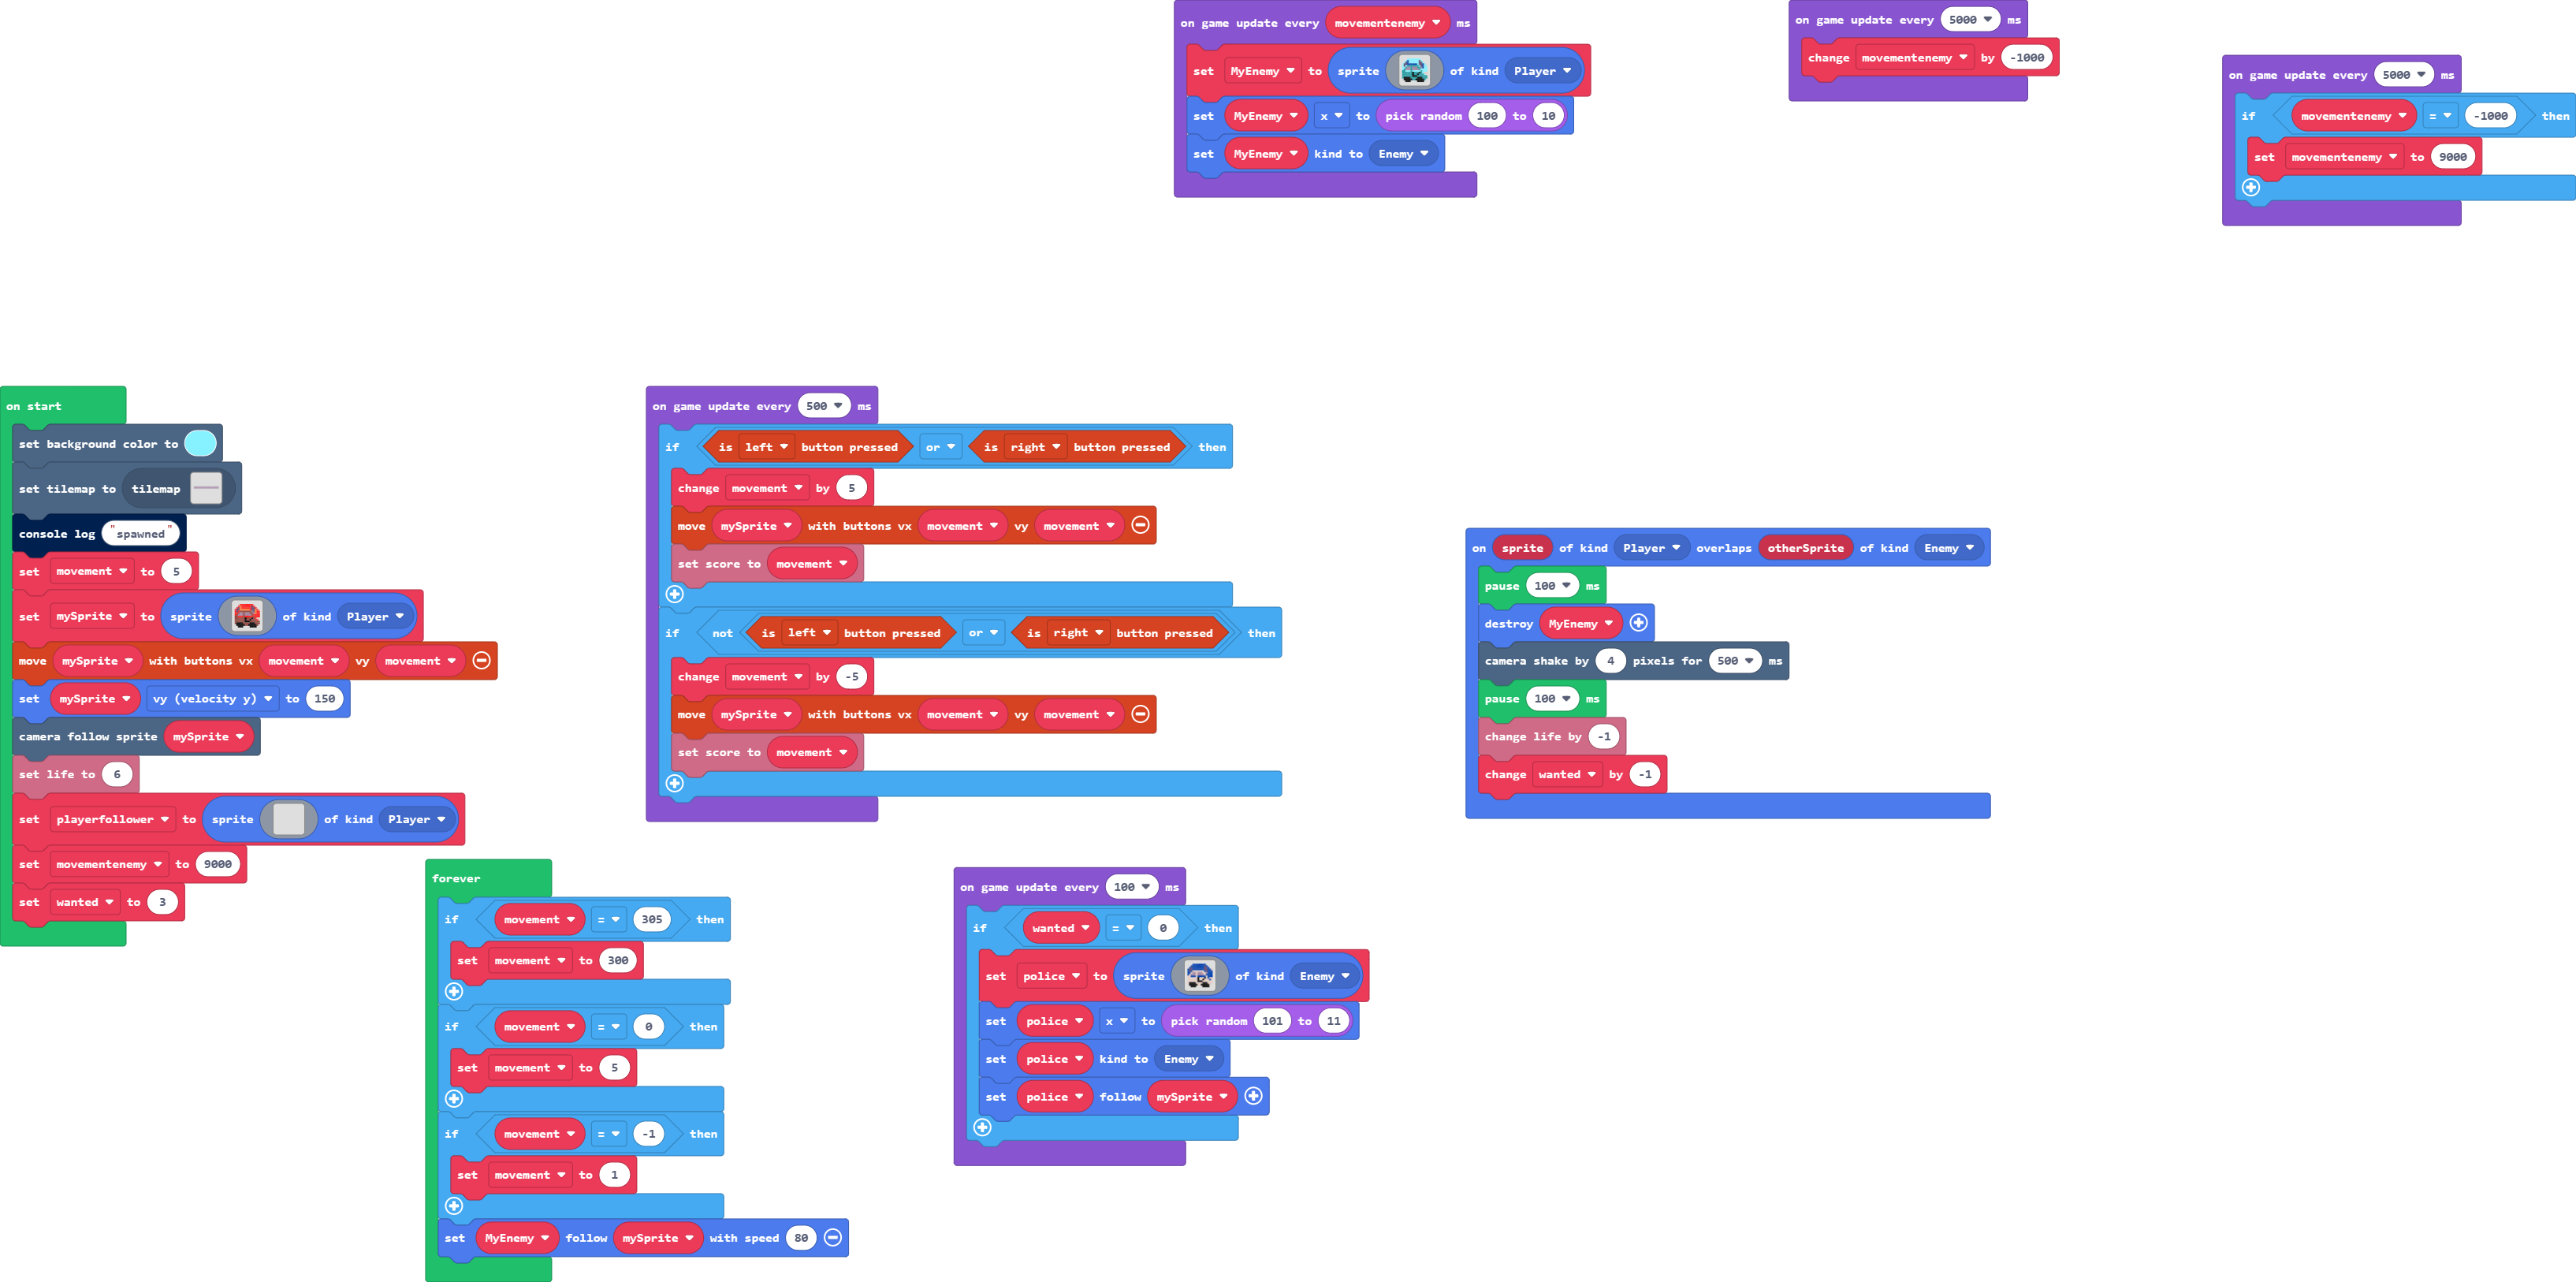 on game update every movementenemy ms
set MyEnemy to sprite of kind Player
set MyEnemy x to pick random 100 to 10
set MyEnemy kind to Enemy
on game update every 5000 ms
change movementenemy by -1000
on game update every 5000 ms
if movementenemy = -1000 then
set movementenemy to 9000
on start
set background color to
set tilemap to tilemap
console log "spawned"
set movement to 5
set mySprite to sprite of kind Player
move mySprite with buttons vx movement vy movement
set mySprite vy (velocity y) to 150
camera follow sprite mySprite
set life to 6
set playerfollower to sprite of kind Player
set movementenemy to 9000
set wanted to 3
on game update every 500 ms
if is left button pressed or is right button pressed then
change movement by 5
move mySprite with buttons vx movement vy movement
set score to movement
if not is left button pressed or is right button pressed then
change movement by -5
move mySprite with buttons vx movement vy movement
set score to movement
on sprite of kind Player overlaps otherSprite of kind Enemy
pause 100 ms
destroy MyEnemy
camera shake by 4 pixels for 500 ms
pause 100 ms
change life by -1
change wanted by -1
forever
if movement = 305 then
set movement to 300
if movement = 0 then
set movement to 5
if movement = -1 then
set movement to 1
set MyEnemy follow mySprite with speed 80
on game update every 100 ms
if wanted = 0 then
set police to sprite of kind Enemy
set police x to pick random 101 to 11
set police kind to Enemy
set police follow mySprite